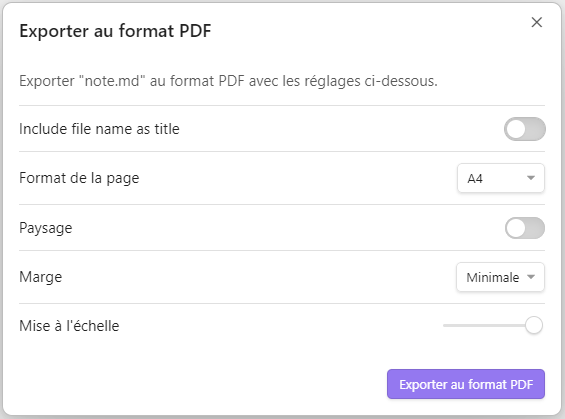 Exporter au format PDF
Exporter "note.md" au format PDF avec les réglages ci-dessous.
Include file name as title
Format de la page
A4
Paysage
Marge
Minimale
Mise à l'échelle
Exporter au format PDF